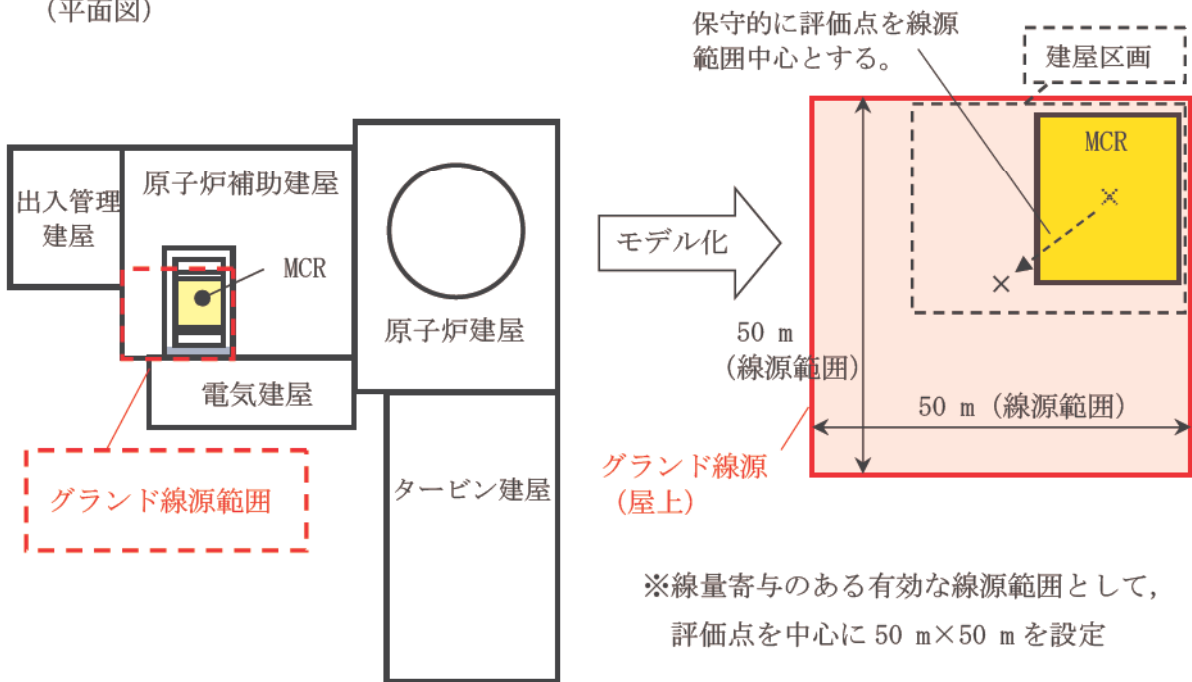 (平面図)
出入管理
建屋
原子炉補助建屋
MCR
原子炉建屋
電気建屋
タービン建屋
グランド線源範囲
モデル化
保守的に評価点を線源
範囲中心とする。
建屋区画
MCR
50 m
(線源範囲)
50 m (線源範囲)
グランド線源
(屋上)
※線量寄与のある有効な線源範囲として,
評価点を中心に 50 m×50 m を設定